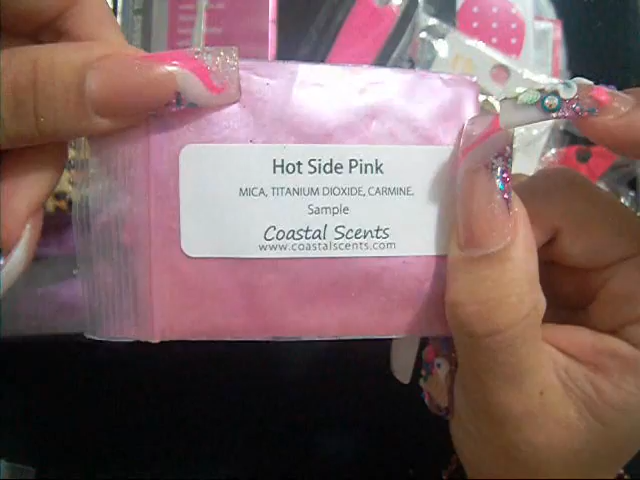 Hot Side Pink
MICA, TITANIUM DIOXIDE, CARMINE,
Sample
Coastal Scents
www.coastalscents.com